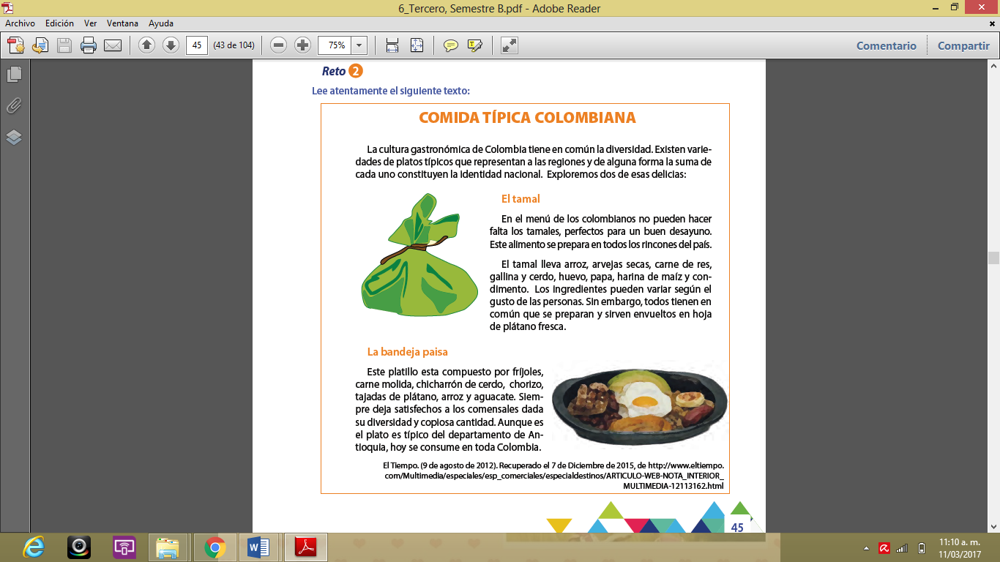 6_Tercero, Semestre B.pdf - Adobe Reader
Archivo Edición Ver Ventana Ayuda
45 (43 de 104) 75% Comentario Compartir
Reto 2
Lee atentamente el siguiente texto:
COMIDA TÍPICA COLOMBIANA
La cultura gastronómica de Colombia tiene en común la diversidad. Existen varie-
dades de platos típicos que representan a las regiones y de alguna forma la suma de
cada uno constituyen la identidad nacional. Exploremos dos de esas delicias:
El tamal
En el menú de los colombianos no pueden hacer
falta los tamales, perfectos para un buen desayuno.
Este alimento se prepara en todos los rincones del país.
El tamal lleva arroz, arvejas secas, carne de res,
gallina y cerdo, huevo, papa, harina de maíz y con-
dimento. Los ingredientes pueden variar según el
gusto de las personas. Sin embargo, todos tienen en
común que se preparan y sirven envueltos en hoja
de plátano fresca.
La bandeja paisa
Este platillo esta compuesto por fríjoles,
carne molida, chicharrón de cerdo, chorizo,
tajadas de plátano, arroz y aguacate. Siem-
pre deja satisfechos a los comensales dada
su diversidad y copiosa cantidad. Aunque es
el plato es típico del departamento de An-
tioquia, hoy se consume en toda Colombia.
El Tiempo. (9 de agosto de 2012). Recuperado el 7 de Diciembre de 2015, de http://www.eltiempo.
com/Multimedia/especiales/esp_comerciales/especialdestinos/ARTICULO-WEB-NOTA_INTERIOR_
MULTIMEDIA-12113162.html
45
11:10 a. m.
11/03/2017